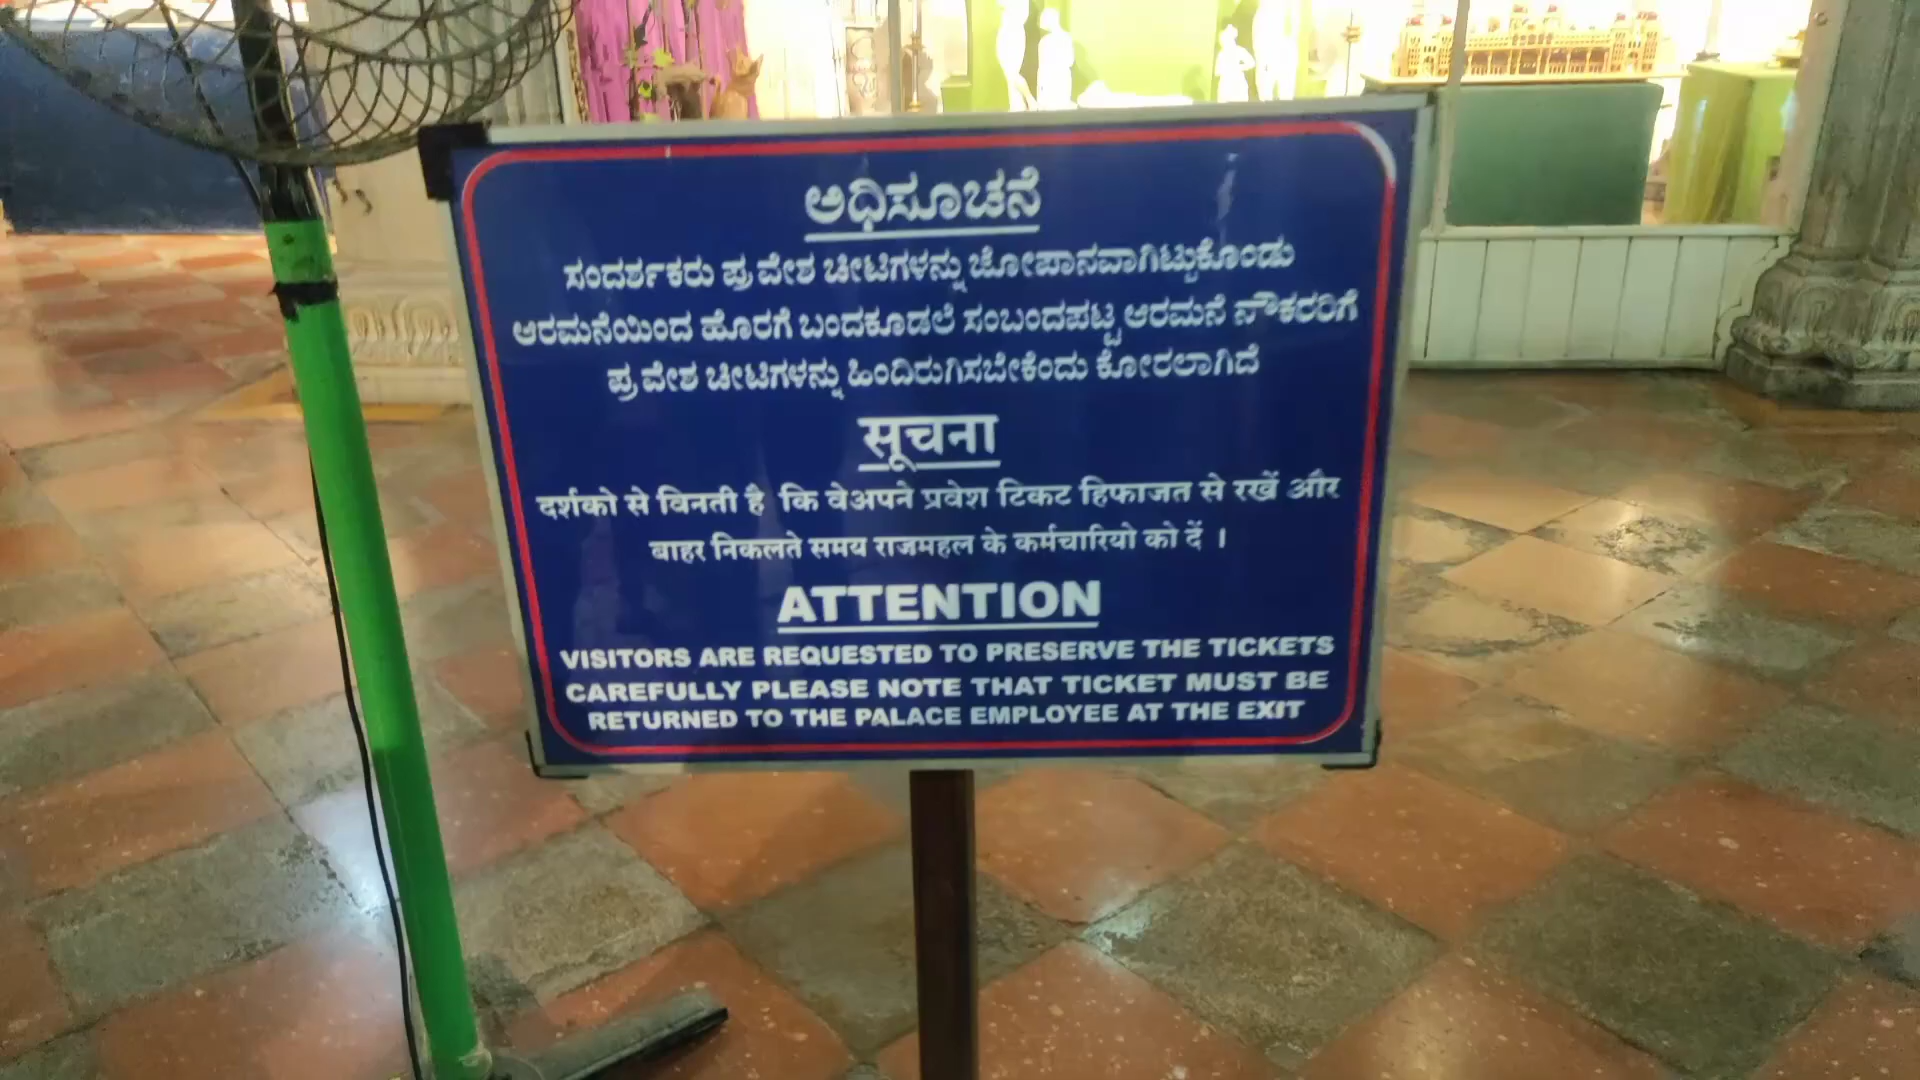 ಅಧಿಸೂಚನೆ
ಸಂದರ್ಶಕರು ಪ್ರವೇಶ ಚೀಟಿಗಳನ್ನು ಜೋಪಾನವಾಗಿಟ್ಟುಕೊಂಡು
ಅರಮನೆಯಿಂದ ಹೊರಗೆ ಬಂದಕೂಡಲೆ ಸಂಬಂದಪಟ್ಟ ಅರಮನೆ ನೌಕರರಿಗೆ
ಪ್ರವೇಶ ಚೀಟಿಗಳನ್ನು ಹಿಂದಿರುಗಿಸಬೇಕೆಂದು ಕೋರಲಾಗಿದೆ
सूचना
दर्शको से विनती है कि वेअपने प्रवेश टिकट हिफाजत से रखें और
बाहर निकलते समय राजमहल के कर्मचारियो को दें ।
ATTENTION
VISITORS ARE REQUESTED TO PRESERVE THE TICKETS
CAREFULLY PLEASE NOTE THAT TICKET MUST BE
RETURNED TO THE PALACE EMPLOYEE AT THE EXIT